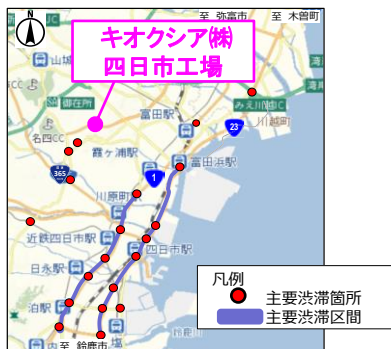 至 弥富市
至 木曽町
N
キオクシア㈱
四日市工場
山城
御在所
富田駅
みえ川越IC
湾岸
川越町
名四CC
霞ヶ浦駅
23
富田浜駅
365
1
川原町
近鉄四日市駅
四日市駅
日永駅
泊駅
凡例
主要渋滞箇所
主要渋滞区間
内
至 鈴鹿市
塩